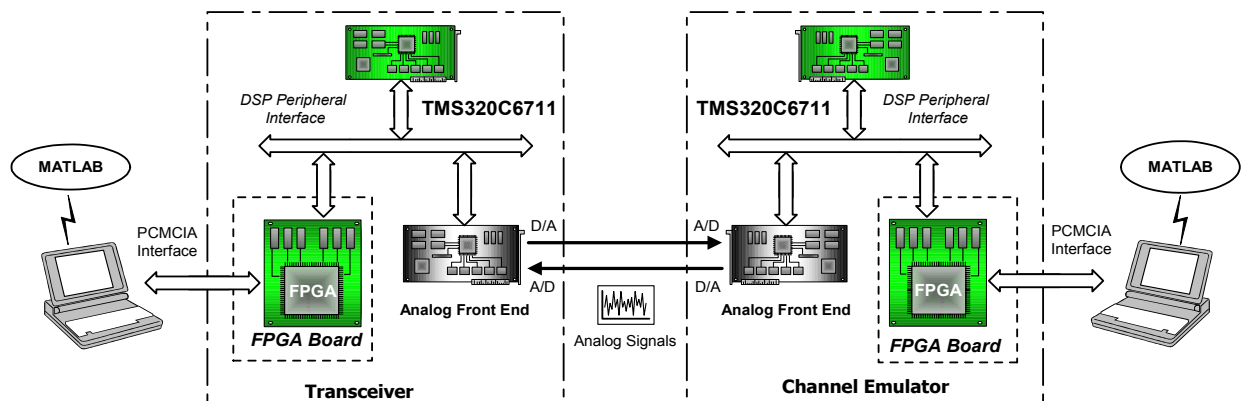 DSP Peripheral
Interface
TMS320C6711
TMS320C6711
DSP Peripheral
Interface
MATLAB
MATLAB
PCMCIA
Interface
D/A
A/D
PCMCIA
Interface
FPGA
FPGA
A/D
D/A
Analog Front End
Analog Front End
FPGA Board
Analog Signals
FPGA Board
Transceiver
Channel Emulator